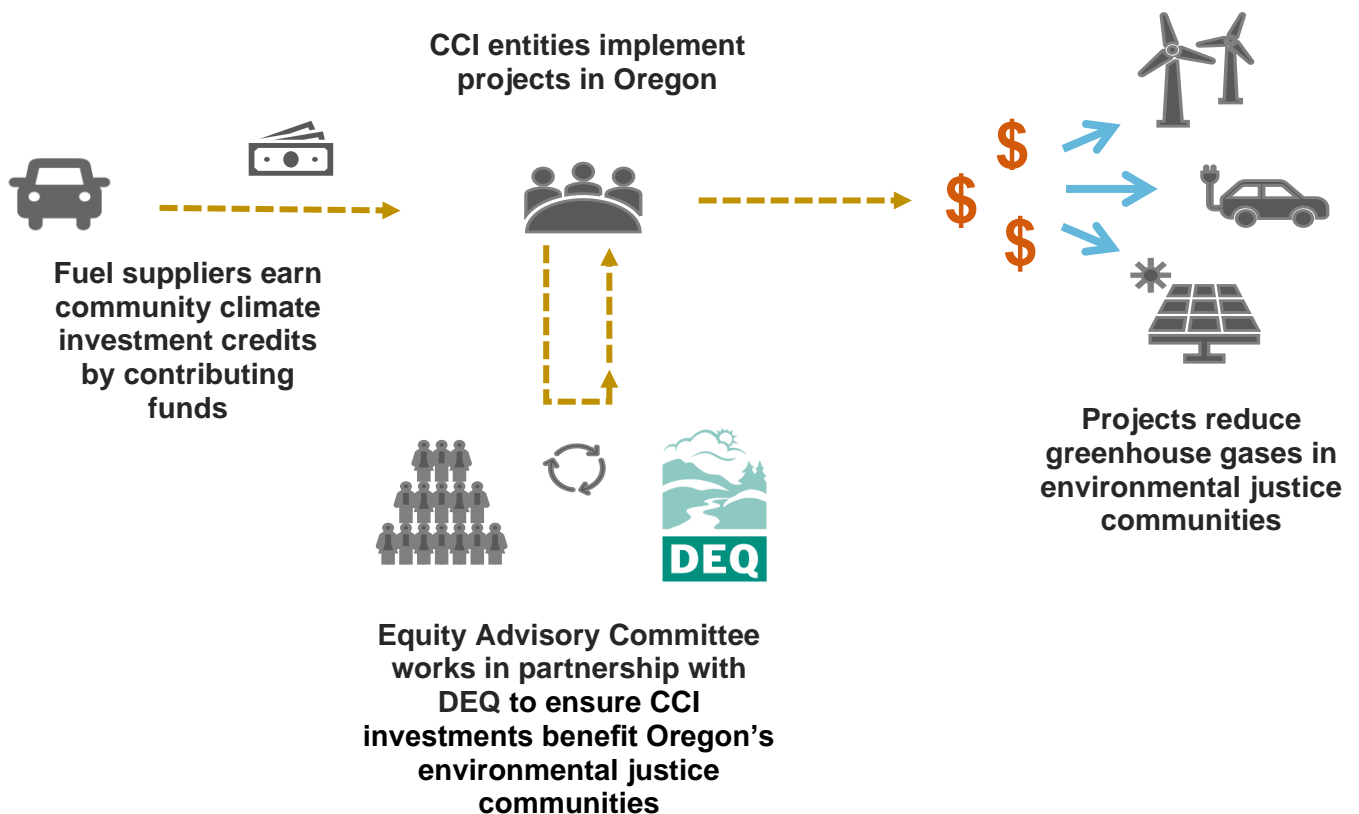 CCI entities implement
projects in Oregon
Fuel suppliers earn
community climate
investment credits
by contributing
funds
$
$
$
Projects reduce
greenhouse gases in
environmental justice
communities
DEQ
Equity Advisory Committee
works in partnership with
DEQ to ensure CCI
investments benefit Oregon’s
environmental justice
communities